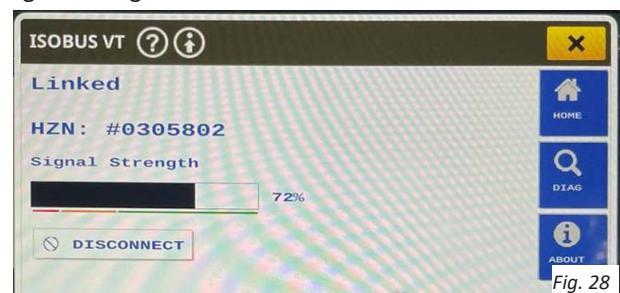 ISOBUS VT
Linked
HZN: #0305802
Signal Strength
72%
DISCONNECT
HOME
DIAG
ABOUT
Fig. 28